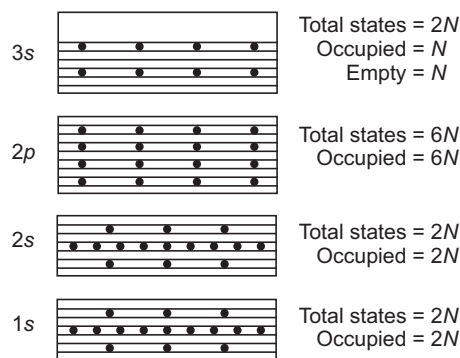 3s
Total states = 2N
Occupied = N
Empty = N
2p
Total states = 6N
Occupied = 6N
2s
Total states = 2N
Occupied = 2N
1s
Total states = 2N
Occupied = 2N